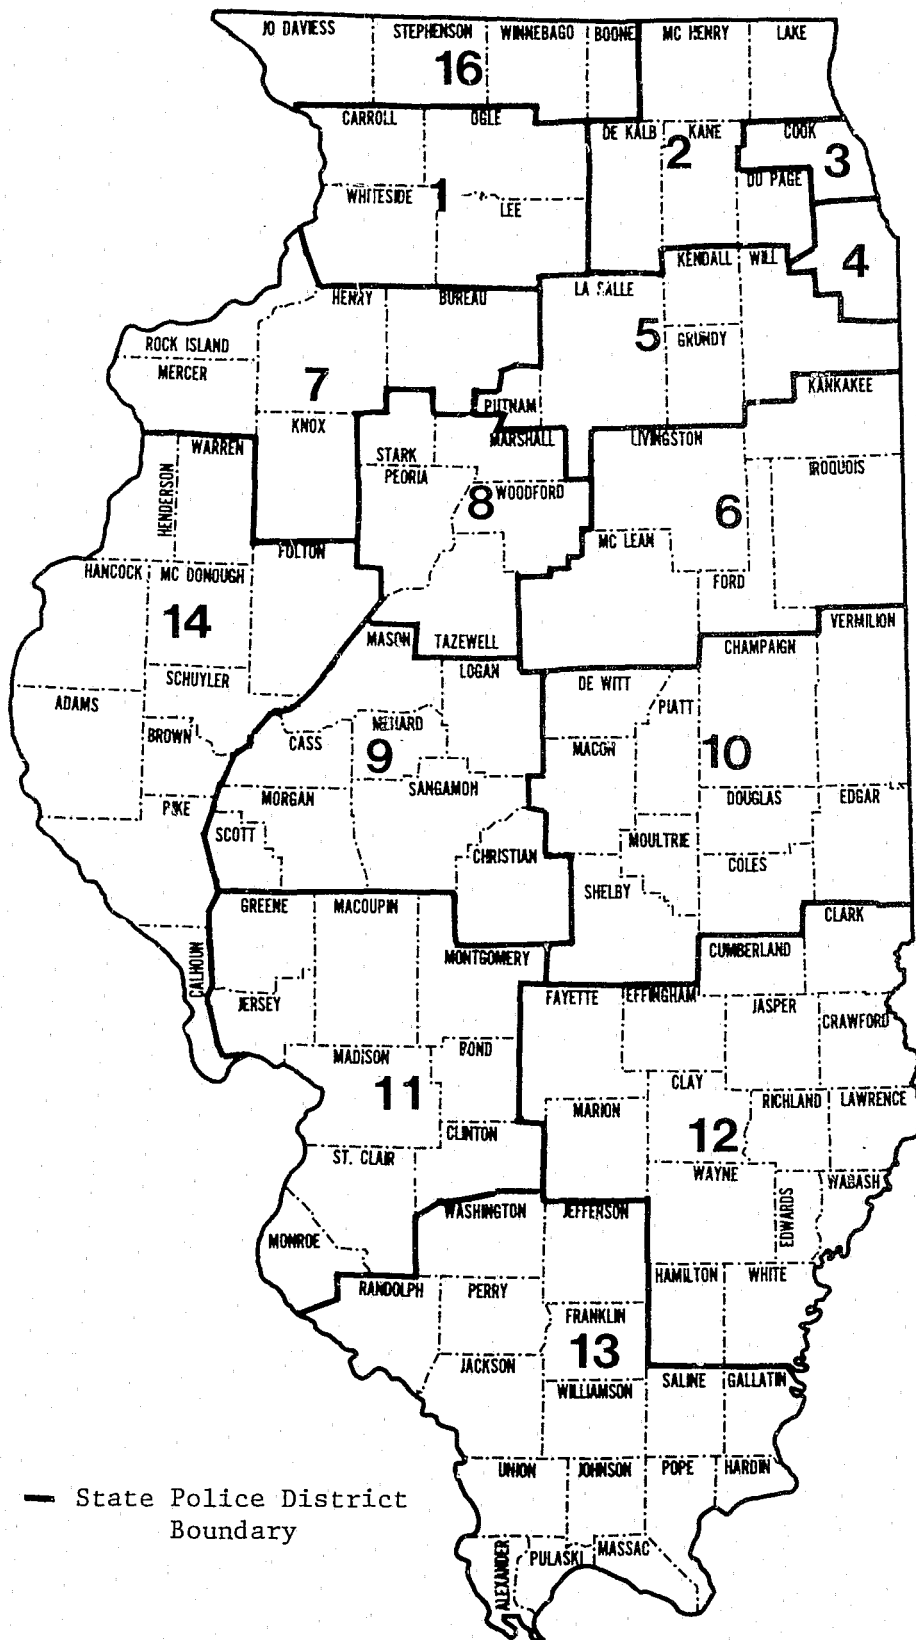 JO DAVIESS
STEPHENSON
WINNEBAGO
BOONE
MC HENRY
LAKE
16
CARROLL
OGLE
DE KALB
KANE
COOK
2
3
DU PAGE
1
WHITESIDE
LEE
4
KENDALL
WILL
HENRY
BUREAU
LA SALLE
ROCK ISLAND
5
GRUNDY
MERCER
7
KANKAKEE
PUTNAM
KNOX
WARREN
STARK
MARSHALL
LIVINGSTON
PEORIA
IROQUOIS
HENDERSON
8
WOODFORD
6
MC LEAN
FULTON
HANCOCK
MC DONOUGH
FORD
14
MASON
TAZEWELL
VERMILION
CHAMPAIGN
SCHUYLER
LOGAN
DE WITT
ADAMS
PIATT
BROWN
CASS
MENARD
MACON
9
10
PIKE
MORGAN
SANGAMON
DOUGLAS
EDGAR
SCOTT
CHRISTIAN
MOULTRIE
COLES
SHELBY
GREENE
MACOUPIN
CLARK
CUMBERLAND
MONTGOMERY
CALHOUN
JERSEY
FAYETTE
EFFINGHAM
JASPER
CRAWFORD
MADISON
BOND
11
CLAY
MARION
RICHLAND
LAWRENCE
CLINTON
12
ST. CLAIR
WAYNE
WABASH
EDWARDS
WASHINGTON
JEFFERSON
MONROE
RANDOLPH
PERRY
HAMILTON
WHITE
FRANKLIN
13
JACKSON
WILLIAMSON
SALINE
GALLATIN
UNION
JOHNSON
POPE
HARDIN
State Police District
Boundary
ALEXANDER
PULASKI
MASSAC